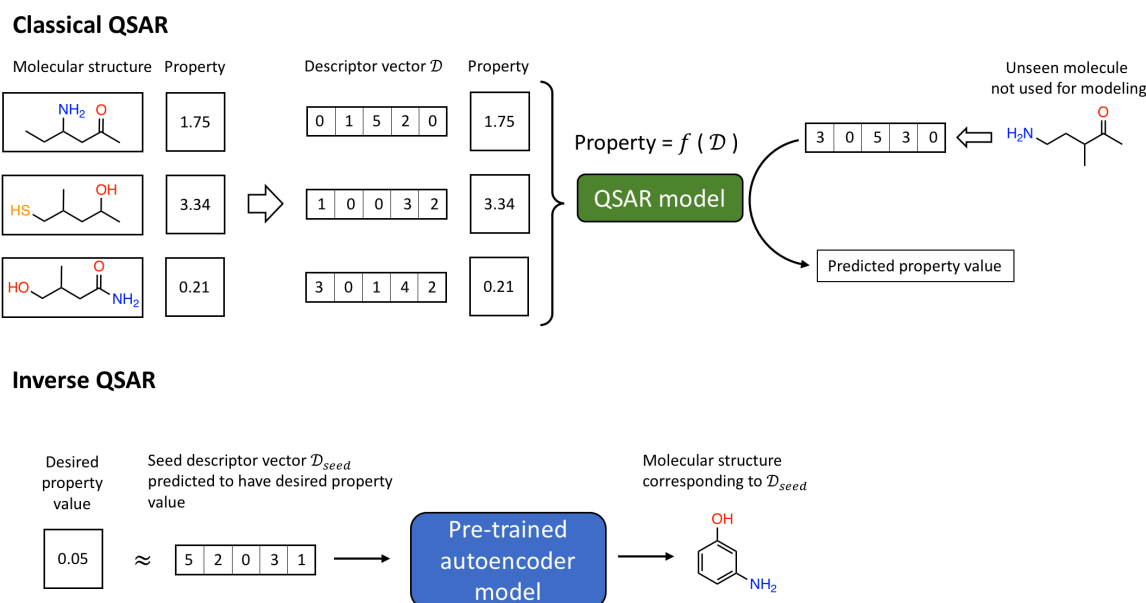 Classical QSAR
Molecular structure Property
Descriptor vector 𝒟 Property
Unseen molecule
not used for modeling
NH₂ O
1.75
0 1 5 2 0
1.75
Property = f ( 𝒟 )
3 0 5 3 0
H₂N
O
HS
OH
3.34
1 0 0 3 2
3.34
QSAR model
Predicted property value
HO
O
NH₂
0.21
3 0 1 4 2
0.21
Inverse QSAR
Desired
property
value
Seed descriptor vector 𝒟seed
predicted to have desired property
value
Molecular structure
corresponding to 𝒟seed
0.05
≈
5 2 0 3 1
Pre-trained
autoencoder
model
OH
NH₂